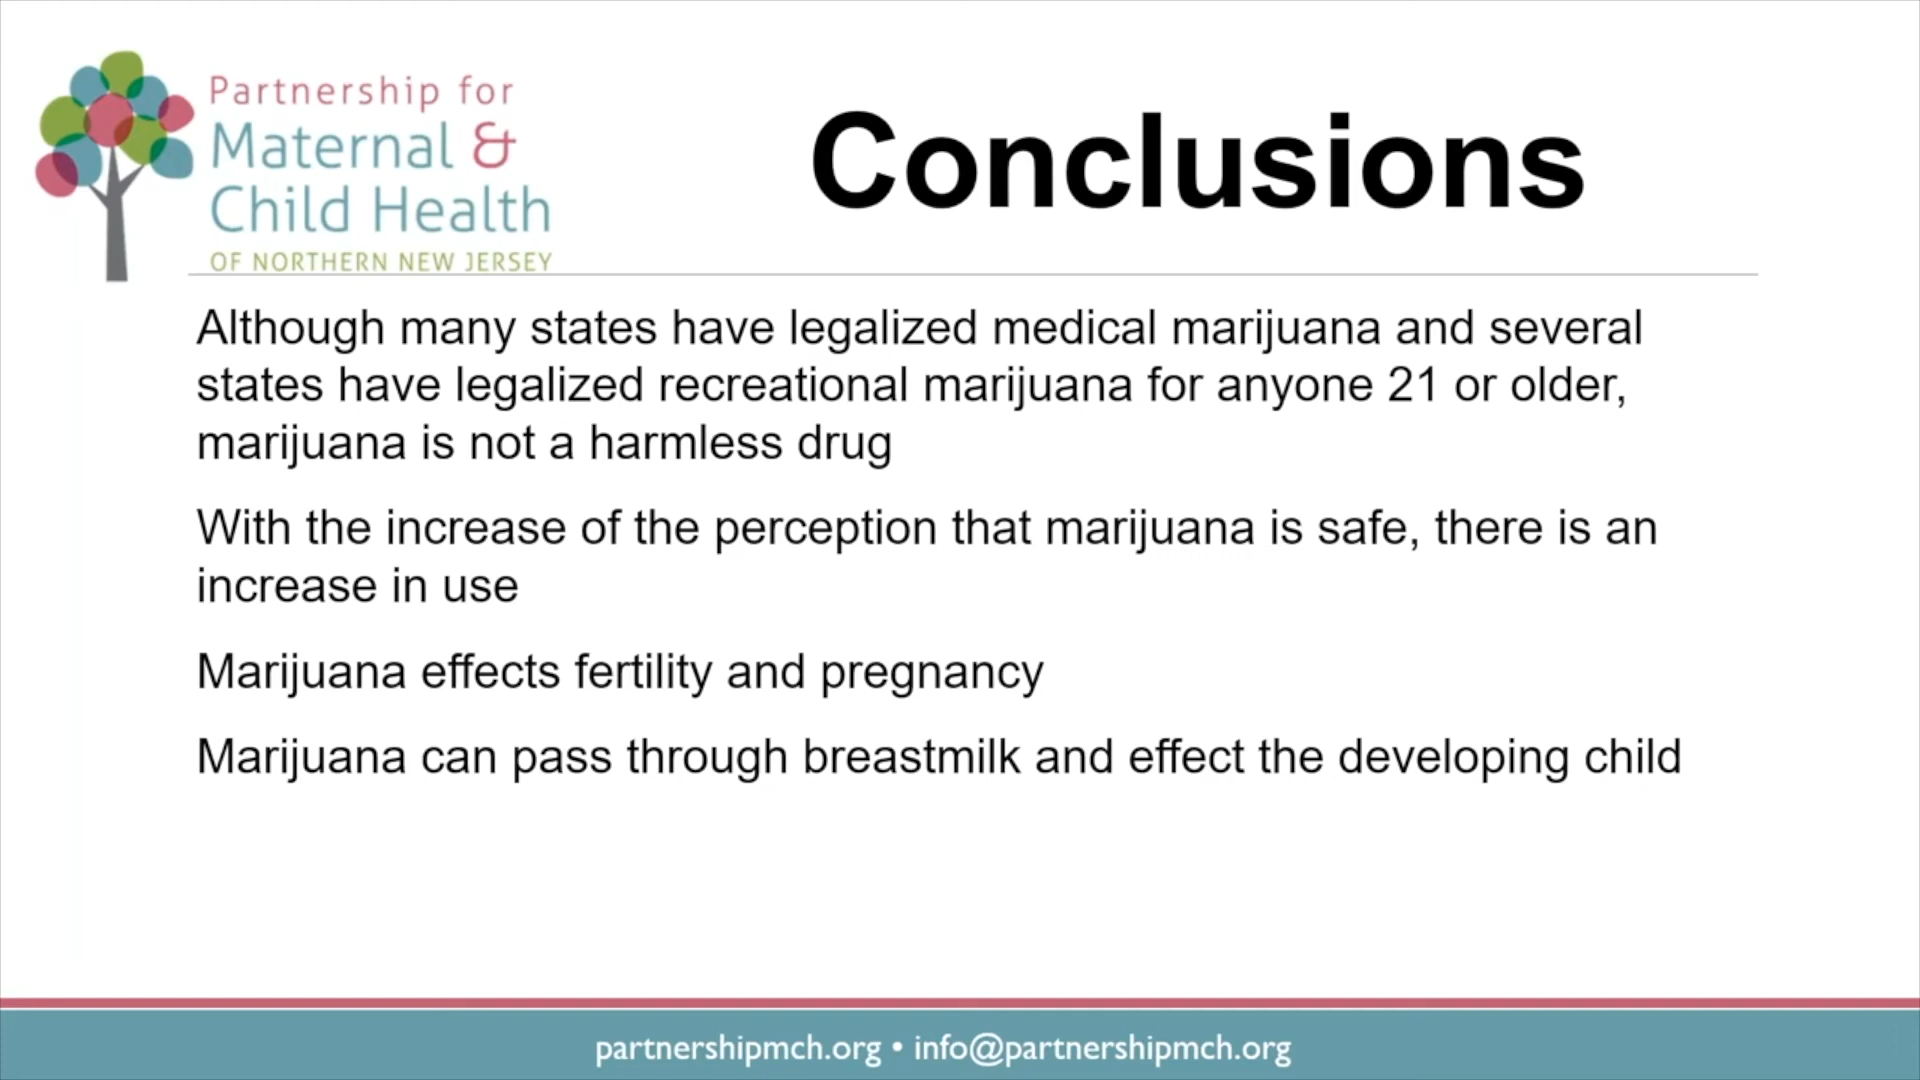 Partnership for
Maternal &
Child Health
OF NORTHERN NEW JERSEY
Conclusions
Although many states have legalized medical marijuana and several
states have legalized recreational marijuana for anyone 21 or older,
marijuana is not a harmless drug
With the increase of the perception that marijuana is safe, there is an
increase in use
Marijuana effects fertility and pregnancy
Marijuana can pass through breastmilk and effect the developing child
partnershipmch.org • info@partnershipmch.org